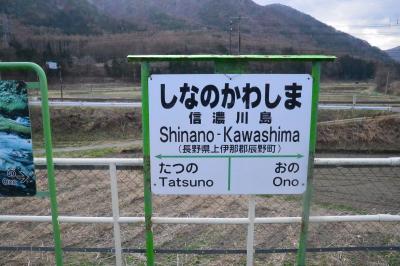 しなのかわしま
信濃川島
Shinano-Kawashima
(長野県上伊那郡辰野町)
たつの おの
Tatsuno Ono